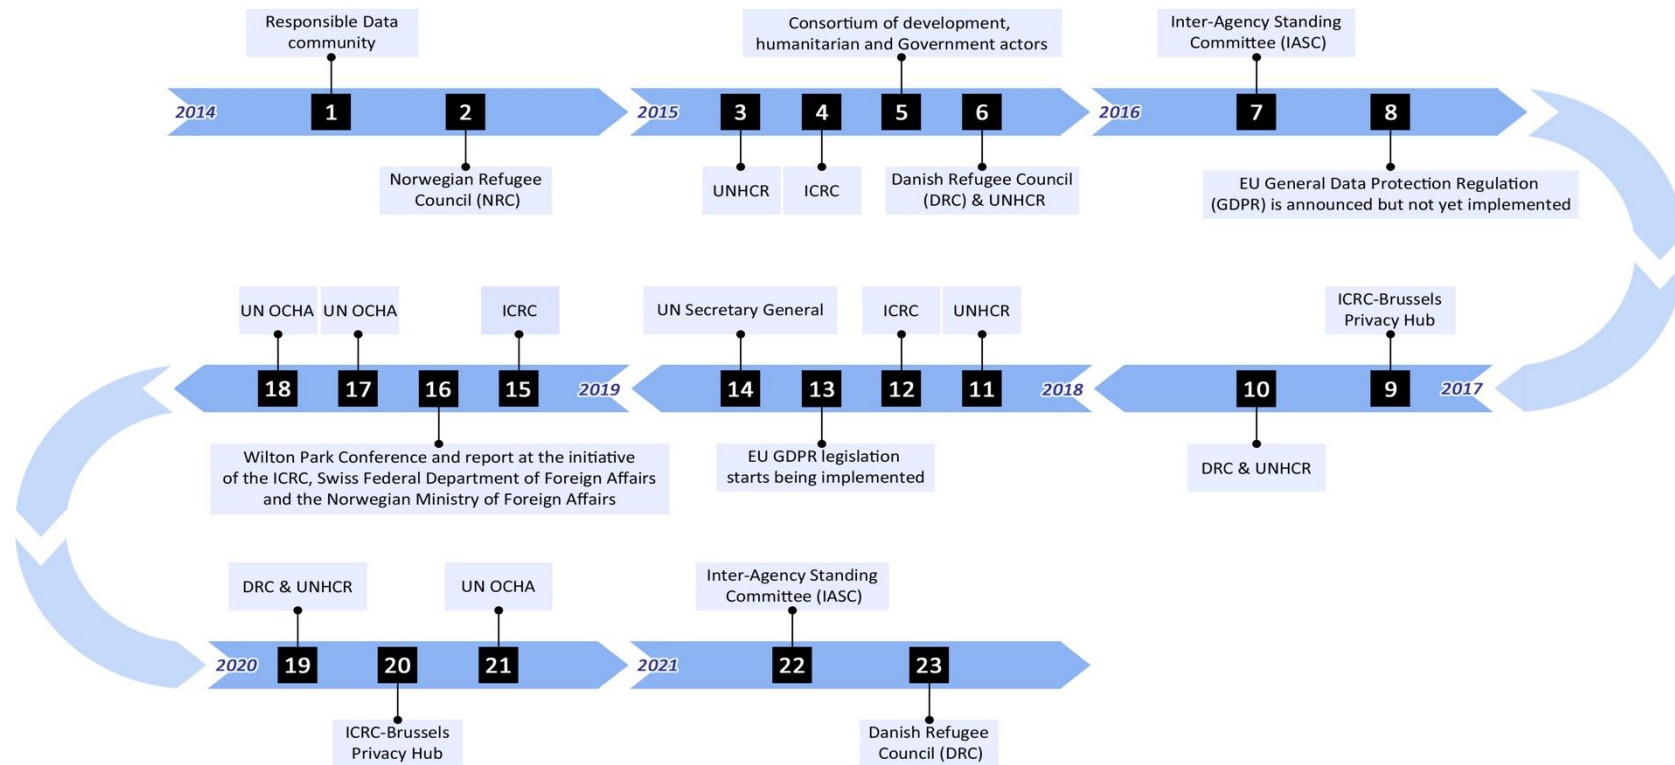 Responsible Data
community
Consortium of development,
humanitarian and Government actors
Inter-Agency Standing
Committee (IASC)
2014
1
2
2015
3
4
5
6
2016
7
8
Norwegian Refugee
Council (NRC)
UNHCR
ICRC
Danish Refugee Council
(DRC) & UNHCR
EU General Data Protection Regulation
(GDPR) is announced but not yet implemented
UN OCHA
UN OCHA
ICRC
UN Secretary General
ICRC
UNHCR
ICRC-Brussels
Privacy Hub
18
17
16
15
2019
14
13
12
11
2018
10
9
2017
Wilton Park Conference and report at the initiative
of the ICRC, Swiss Federal Department of Foreign Affairs
and the Norwegian Ministry of Foreign Affairs
EU GDPR legislation
starts being implemented
DRC & UNHCR
DRC & UNHCR
UN OCHA
Inter-Agency Standing
Committee (IASC)
2020
19
20
21
2021
22
23
ICRC-Brussels
Privacy Hub
Danish Refugee
Council (DRC)